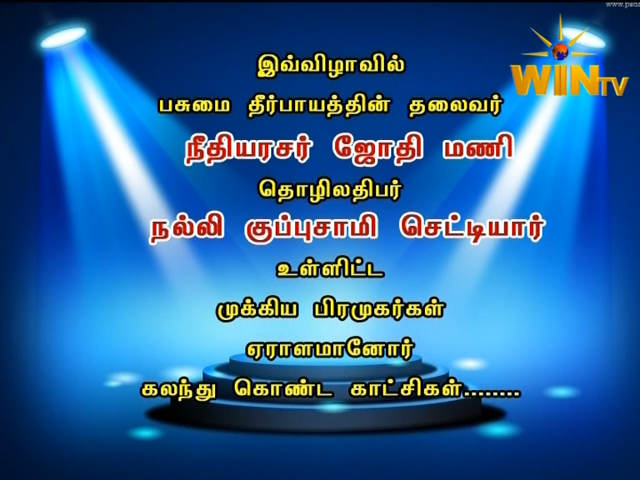 இவ்விழாவில்
பசுமை தீர்பாயத்தின் தலைவர்
நீதியரசர் ஜோதி மணி
தொழிலதிபர்
நல்லி குப்புசாமி செட்டியார்
உள்ளிட்ட
முக்கிய பிரமுகர்கள்
ஏராளமானோர்
கலந்து கொண்ட காட்சிகள்........
WIN TV